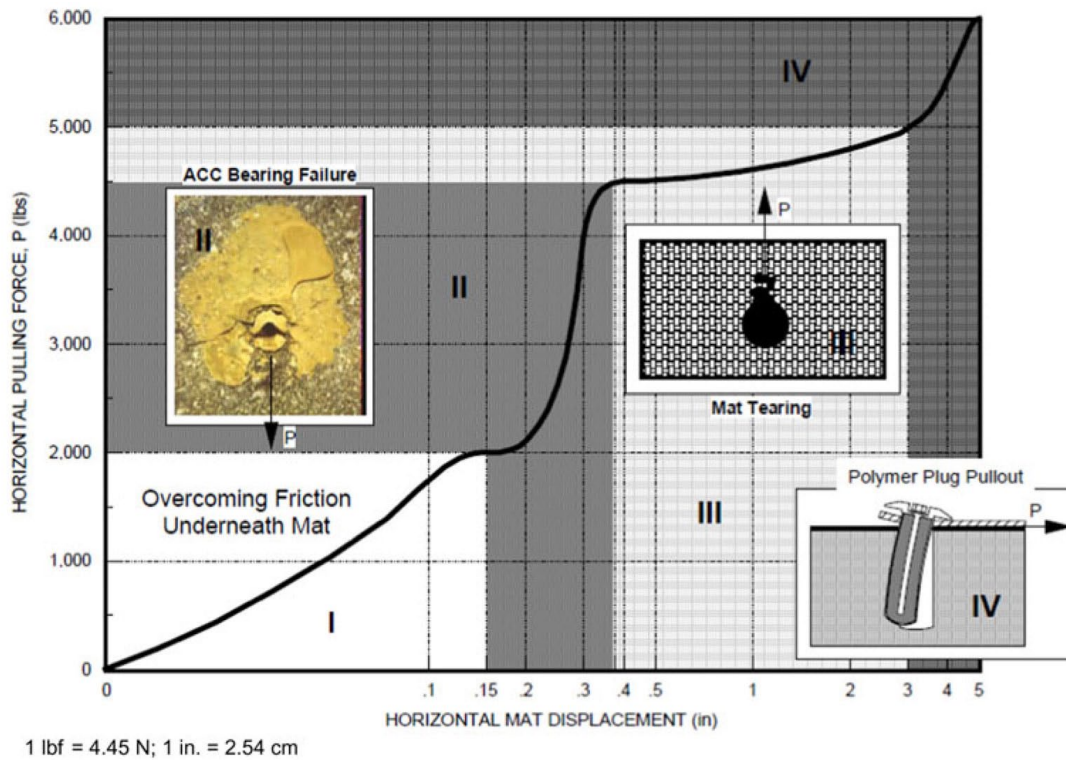 6.000
5.000
4.000
3.000
2.000
1.000
0
HORIZONTAL PULLING FORCE, P (lbs)
IV
ACC Bearing Failure
II
P
II
P
III
Mat Tearing
Overcoming Friction
Underneath Mat
I
III
Polymer Plug Pullout
P
IV
0 .1 .15 .2 .3 .4 .5 1 2 3 4 5
HORIZONTAL MAT DISPLACEMENT (in)
1 lbf = 4.45 N; 1 in. = 2.54 cm